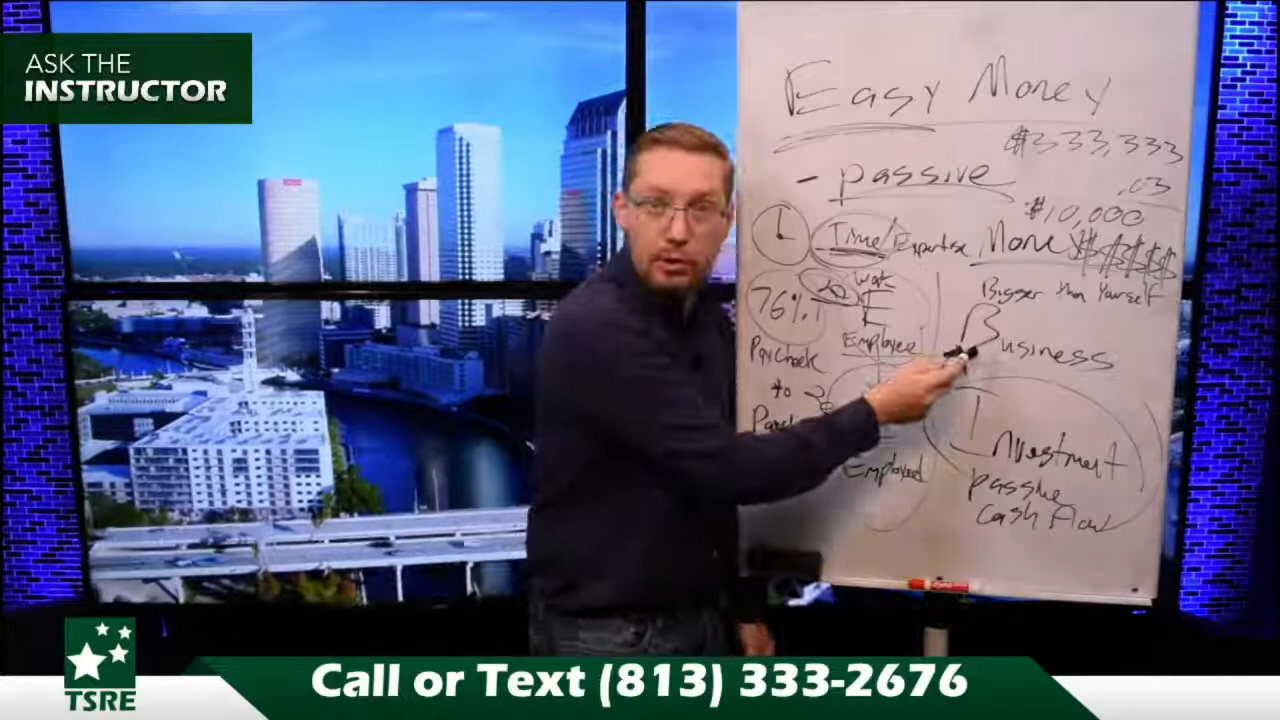 ASK THE
INSTRUCTOR
Easy Money
$333,333
.03
- passive
$10,000
Time/Expertise Money $$$$$
Work
Bigger than Yourself
76%
E
Employee
Business
Paycheck
to
Employed
Investment
passive
cash Flow
TSRE
Call or Text (813) 333-2676